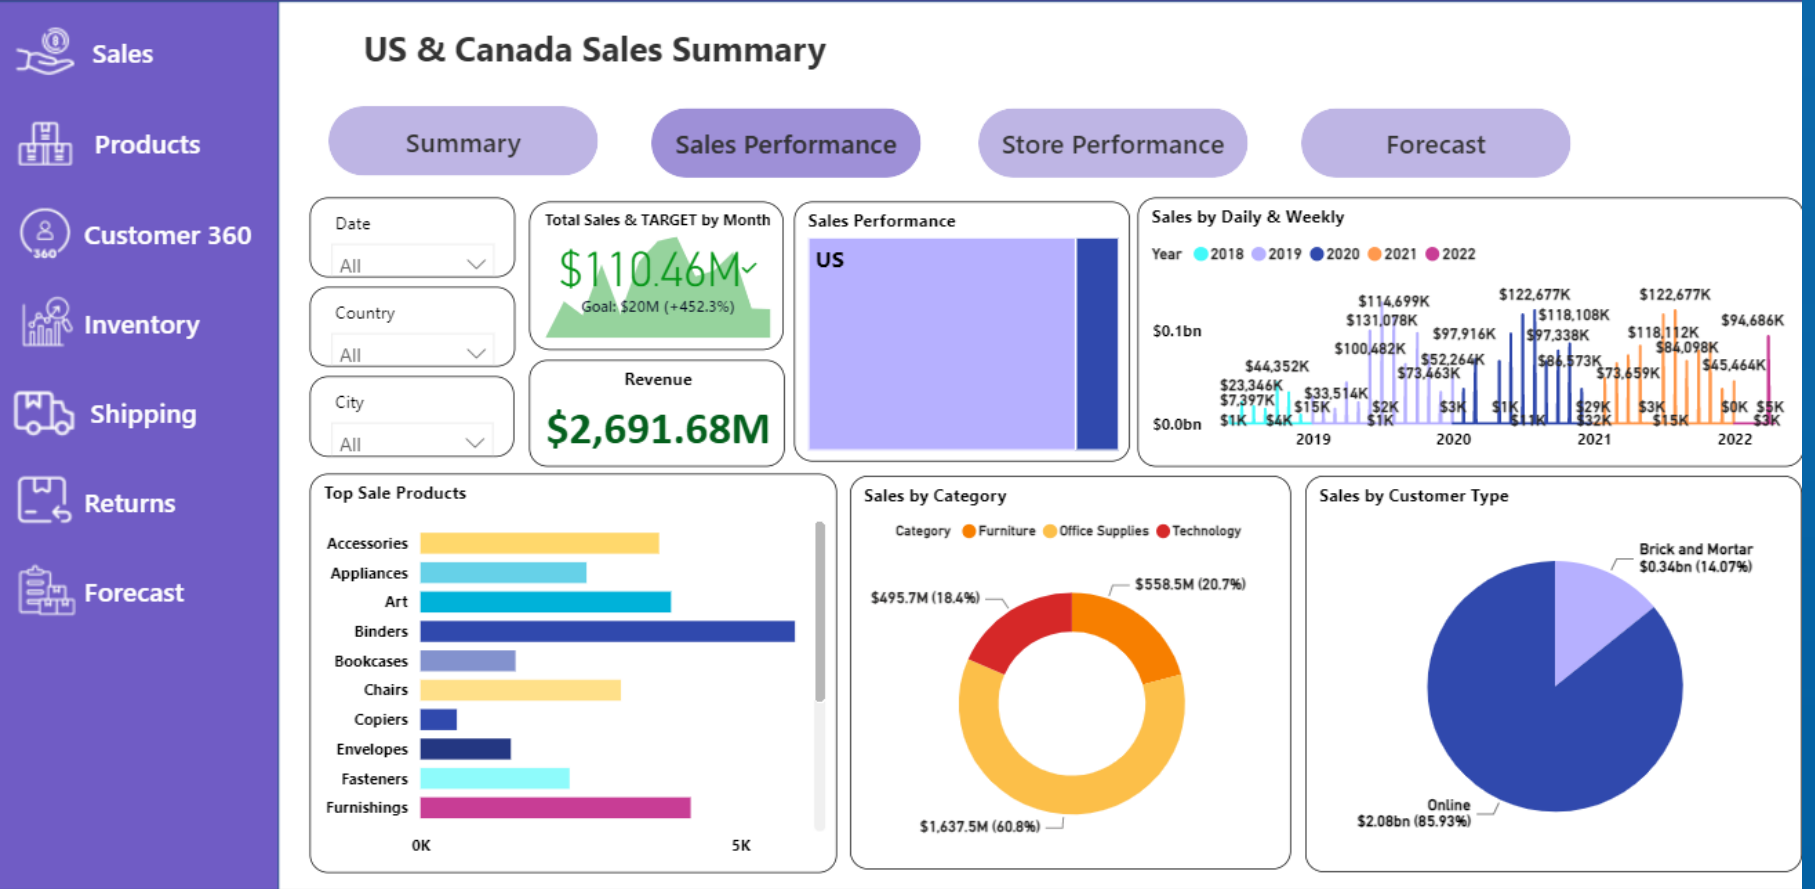 Sales
Products
Customer 360
360
Inventory
Shipping
Returns
Forecast
US & Canada Sales Summary
Summary
Sales Performance
Store Performance
Forecast
Date
All
Country
All
City
All
Total Sales & TARGET by Month
$110.46M
Goal: $20M (+452.3%)
Revenue
$2,691.68M
Sales Performance
US
Sales by Daily & Weekly
Year 2018 2019 2020 2021 2022
$0.1bn
$0.0bn
$23,346K
$7,397K
$1K
$44,352K
$4K
$15K
$33,514K
$100,482K
$131,078K
$114,699K
$2K
$1K
$73,463K
$52,264K
$97,916K
$3K
$1K
$11K
$122,677K
$118,108K
$97,338K
$86,573K
$29K
$32K
$73,659K
$118,112K
$3K
$122,677K
$84,098K
$15K
$45,464K
$0K
$94,686K
$5K
$3K
2019 2020 2021 2022
Top Sale Products
Accessories
Appliances
Art
Binders
Bookcases
Chairs
Copiers
Envelopes
Fasteners
Furnishings
0K 5K
Sales by Category
Category Furniture Office Supplies Technology
$558.5M (20.7%)
$495.7M (18.4%)
$1,637.5M (60.8%)
Sales by Customer Type
Brick and Mortar
$0.34bn (14.07%)
Online
$2.08bn (85.93%)